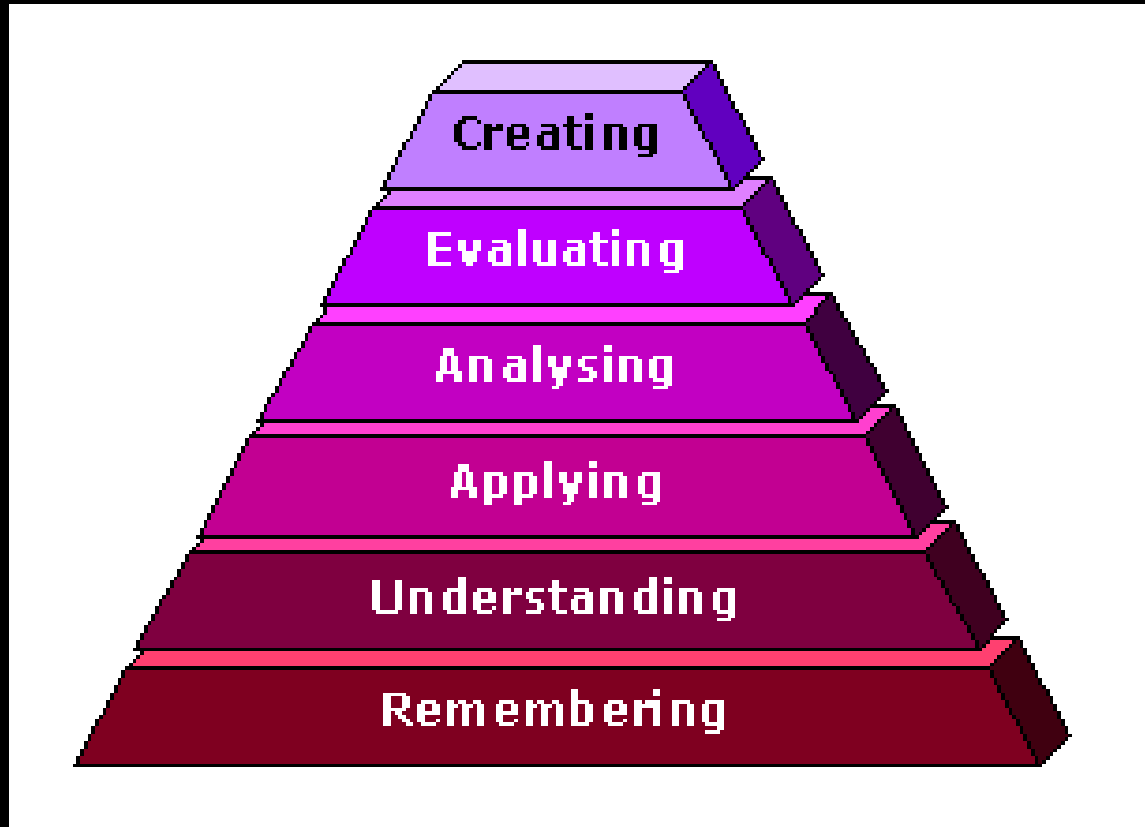 Creating
Evaluating
Analysing
Applying
Understanding
Remembering